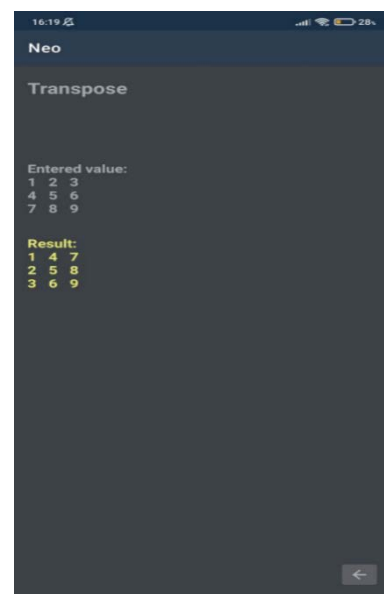 16:19
28%
Neo
Transpose
Entered value:
1 2 3
4 5 6
7 8 9
Result:
1 4 7
2 5 8
3 6 9